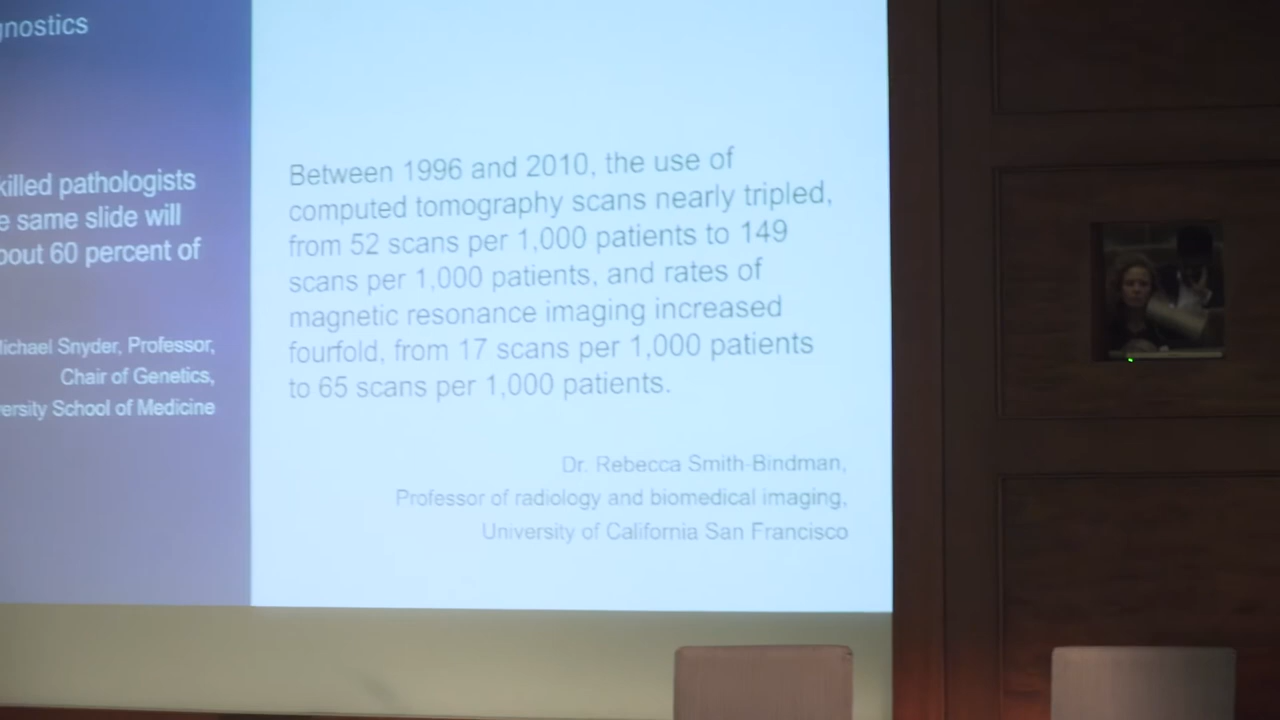 gnostics
killed pathologists
e same slide will
bout 60 percent of
Michael Snyder, Professor,
Chair of Genetics,
versity School of Medicine
Between 1996 and 2010, the use of
computed tomography scans nearly tripled,
from 52 scans per 1,000 patients to 149
scans per 1,000 patients, and rates of
magnetic resonance imaging increased
fourfold, from 17 scans per 1,000 patients
to 65 scans per 1,000 patients.
Dr. Rebecca Smith-Bindman,
Professor of radiology and biomedical imaging,
University of California San Francisco